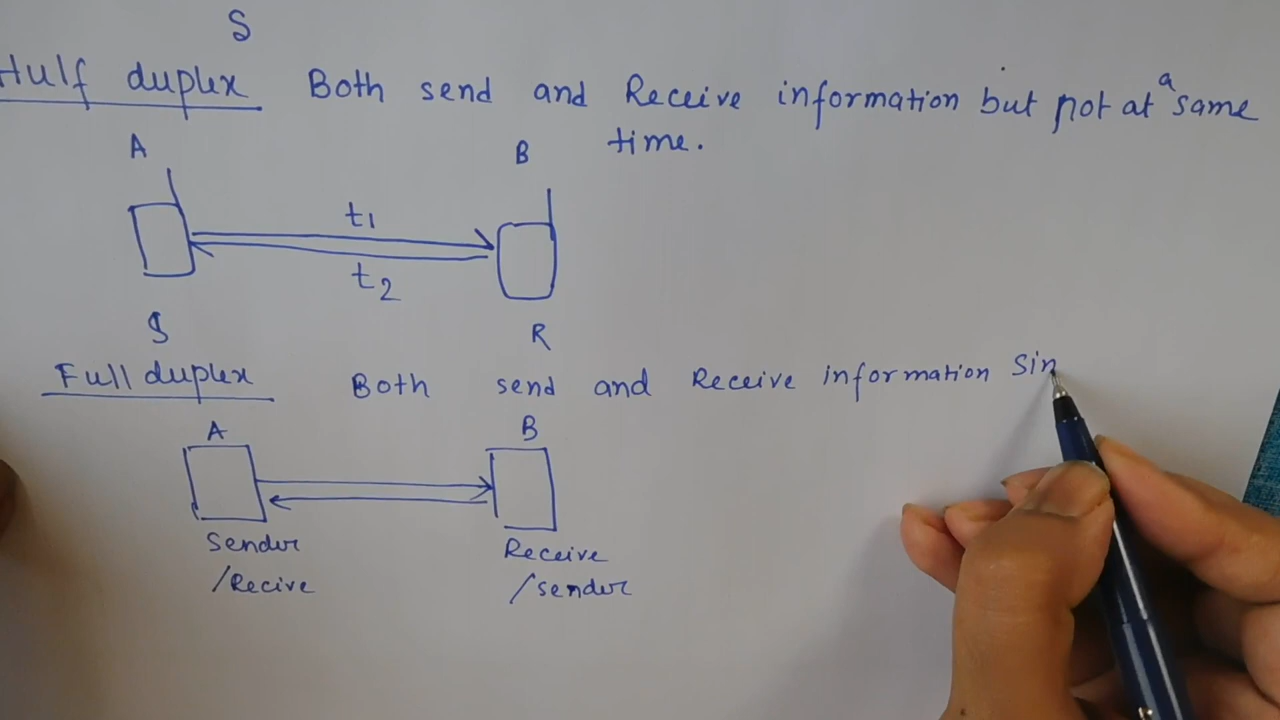 S
Hulf duplex Both send and Receive information but not at a same
time.
A B
t1
t2
S R
Full duplex Both send and Receive information Sin
A B
Sender Receive
/Recive /sender